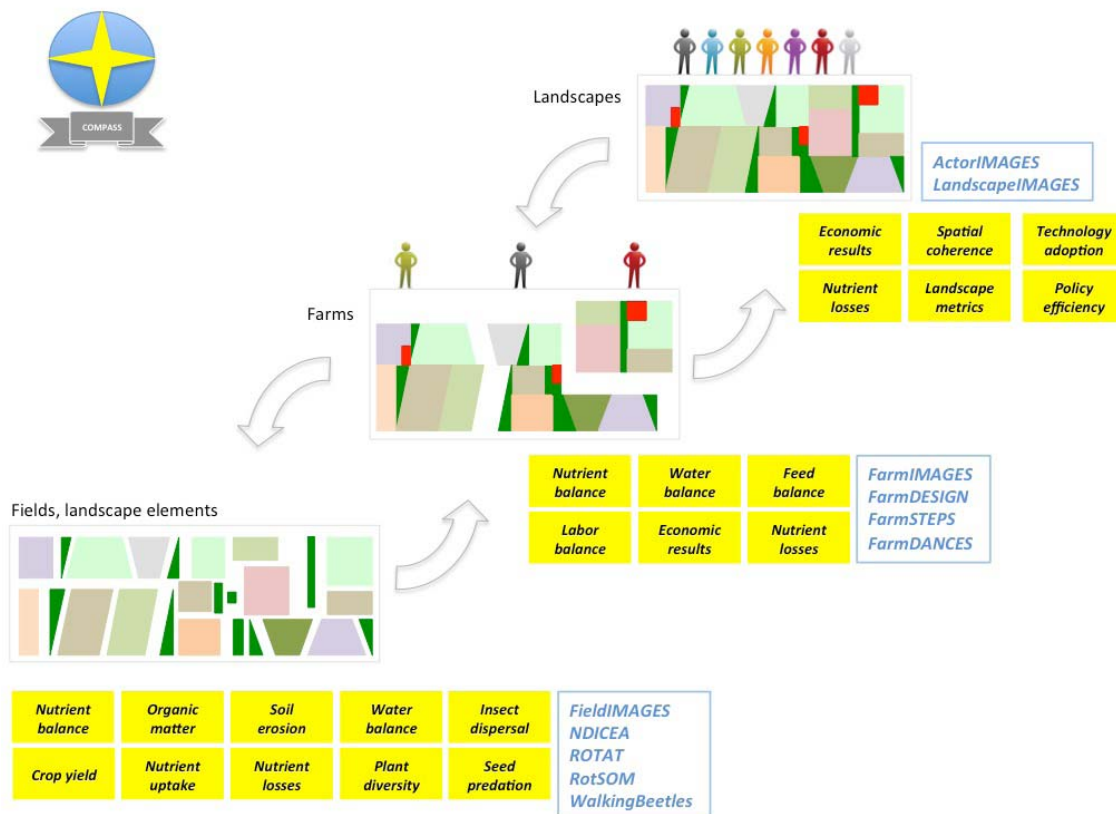 COMPASS
Landscapes
ActorIMAGES
LandscapeIMAGES
Economic
results
Spatial
coherence
Technology
adoption
Nutrient
losses
Landscape
metrics
Policy
efficiency
Farms
Nutrient
balance
Water
balance
Feed
balance
Labor
balance
Economic
results
Nutrient
losses
FarmIMAGES
FarmDESIGN
FarmSTEPS
FarmDANCES
Fields, landscape elements
Nutrient
balance
Organic
matter
Soil
erosion
Water
balance
Insect
dispersal
Crop yield
Nutrient
uptake
Nutrient
losses
Plant
diversity
Seed
predation
FieldIMAGES
NDICEA
ROTAT
RotSOM
WalkingBeetles